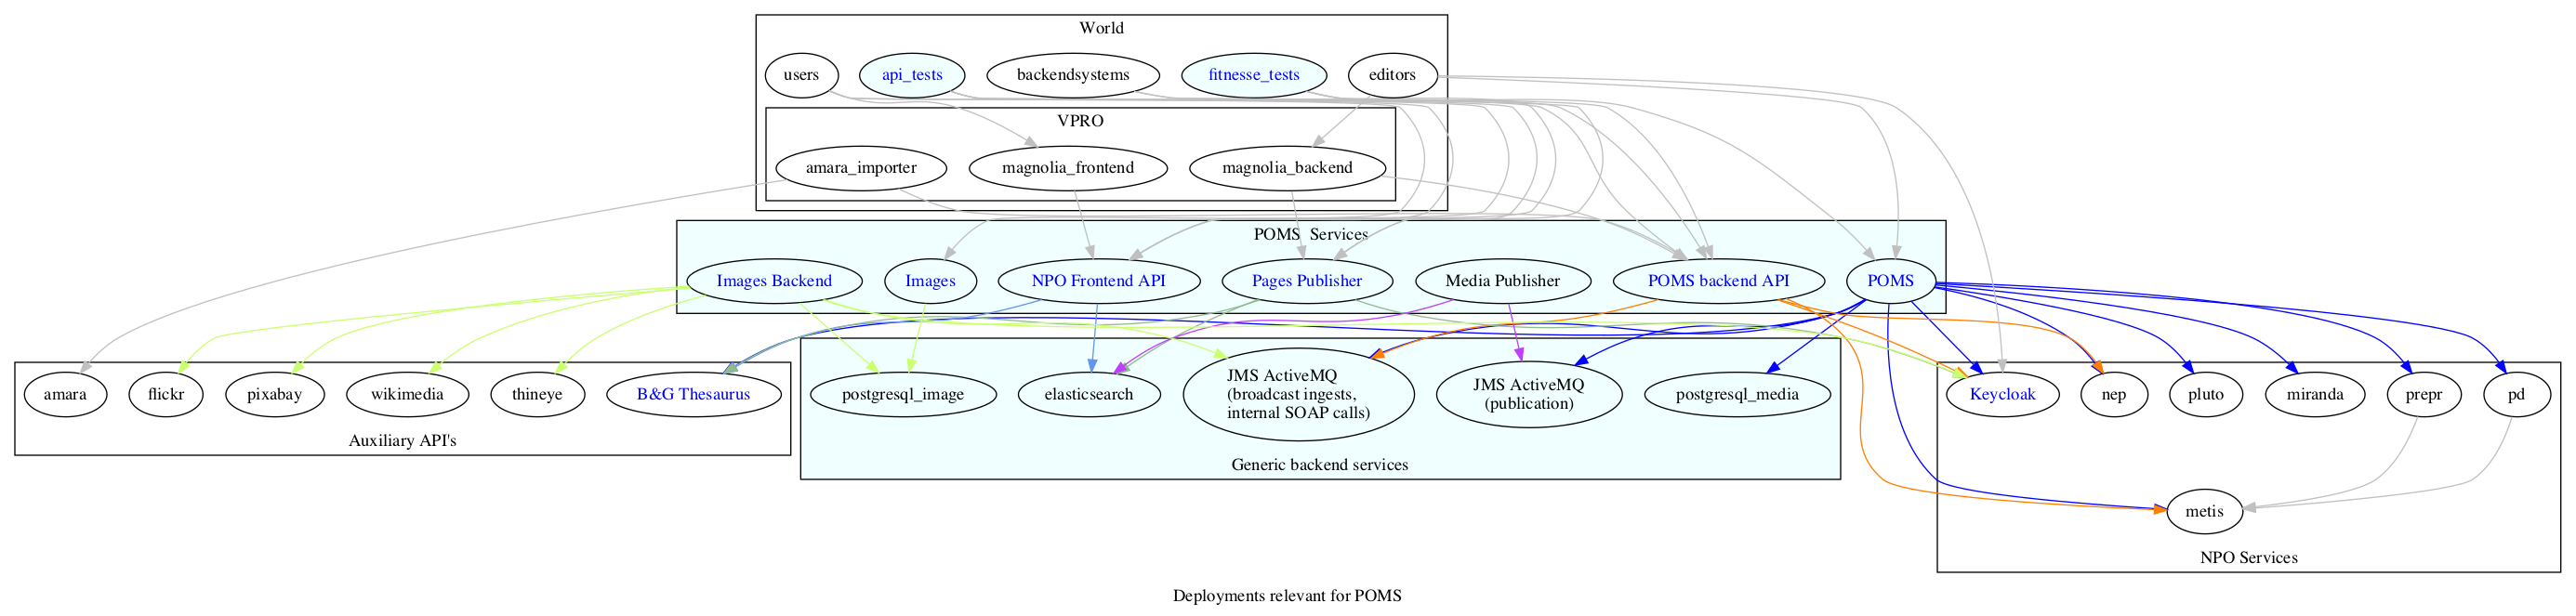 World
users
api_tests
backendsystems
fitnesse_tests
editors
VPRO
amara_importer
magnolia_frontend
magnolia_backend
POMS  Services
Images Backend
Images
NPO Frontend API
Pages Publisher
Media Publisher
POMS backend API
POMS
amara
flickr
pixabay
wikimedia
thineye
B&G Thesaurus
Auxiliary API's
postgresql_image
elasticsearch
JMS ActiveMQ
(broadcast ingests,
internal SOAP calls)
JMS ActiveMQ
(publication)
postgresql_media
Generic backend services
Keycloak
nep
pluto
miranda
prepr
pd
metis
NPO Services
Deployments relevant for POMS